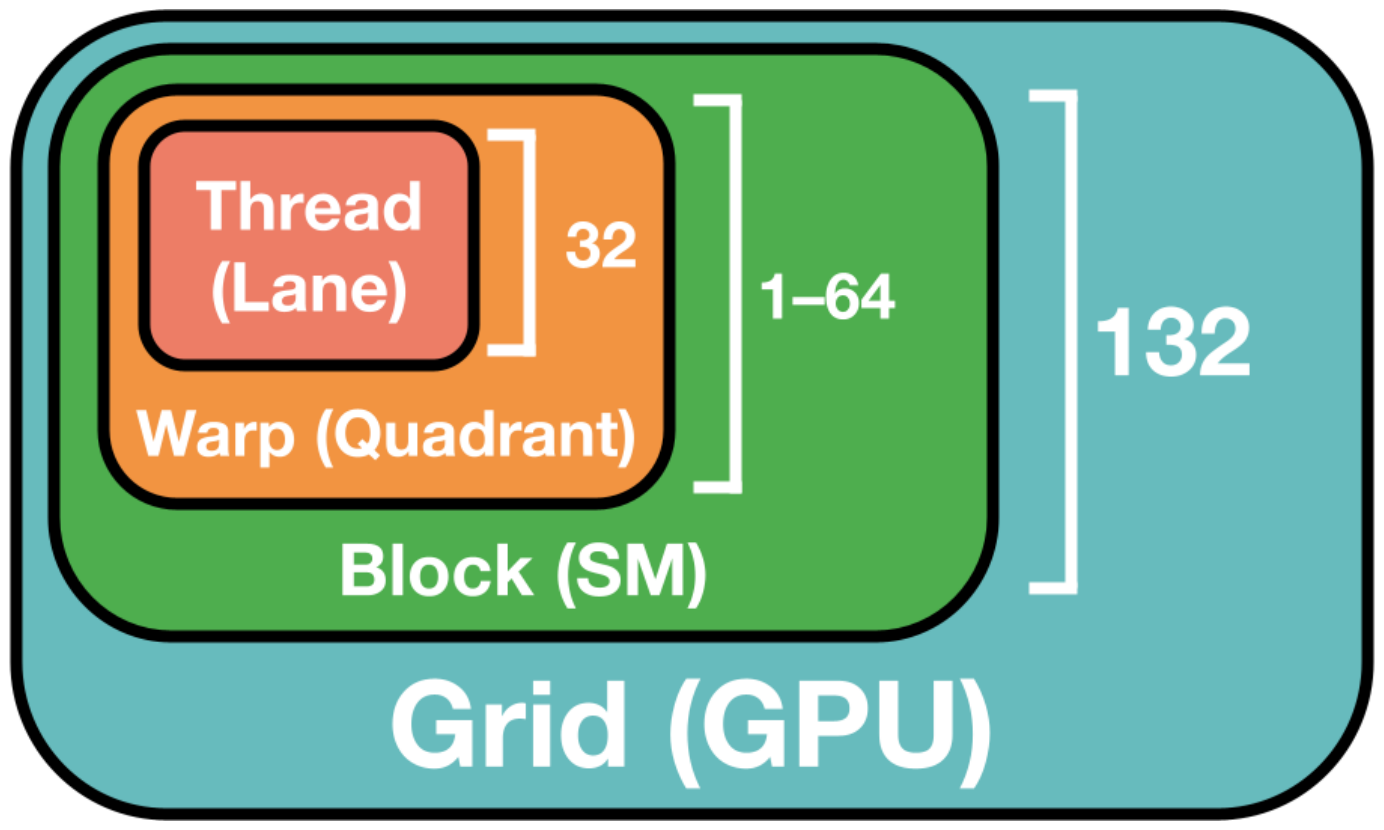 Thread
(Lane)
32
Warp (Quadrant)
1–64
Block (SM)
132
Grid (GPU)